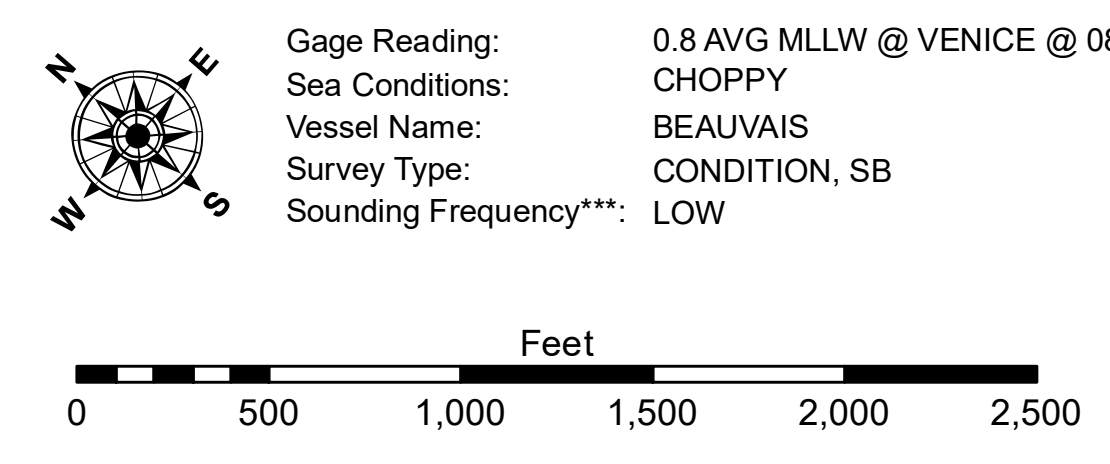 N E
W S
Gage Reading: 0.8 AVG MLLW @ VENICE @ 08
Sea Conditions: CHOPPY
Vessel Name: BEAUVAIS
Survey Type: CONDITION, SB
Sounding Frequency***: LOW
Feet
0 500 1,000 1,500 2,000 2,500